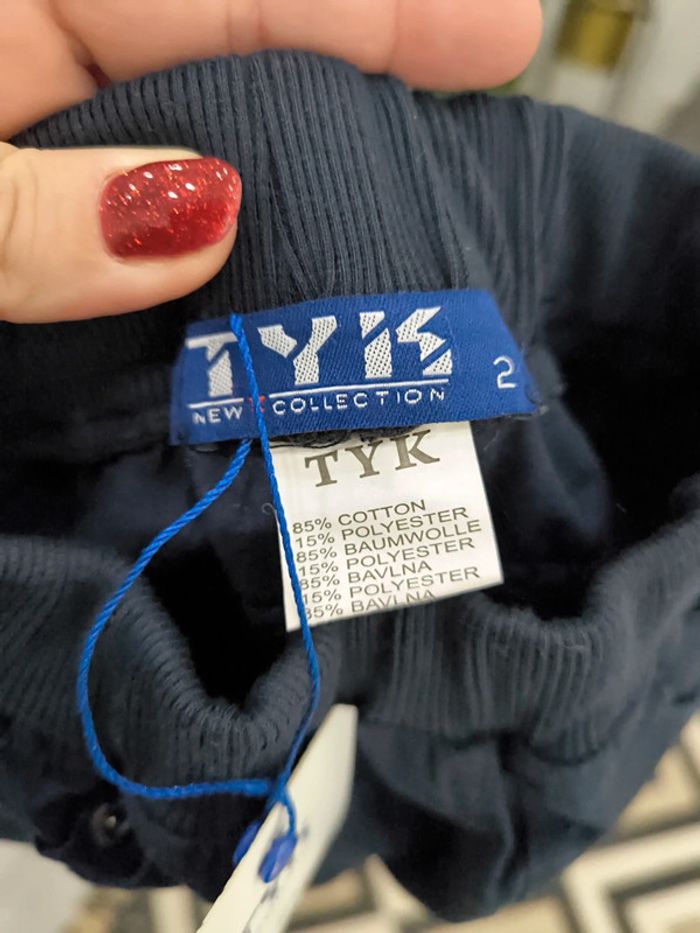 TYK
NEW COLLECTION
2
TYK
85% COTTON
15% POLYESTER
85% BAUMWOLLE
15% POLYESTER
85% BAVLNA
15% POLYESTER
85% BAVLNA